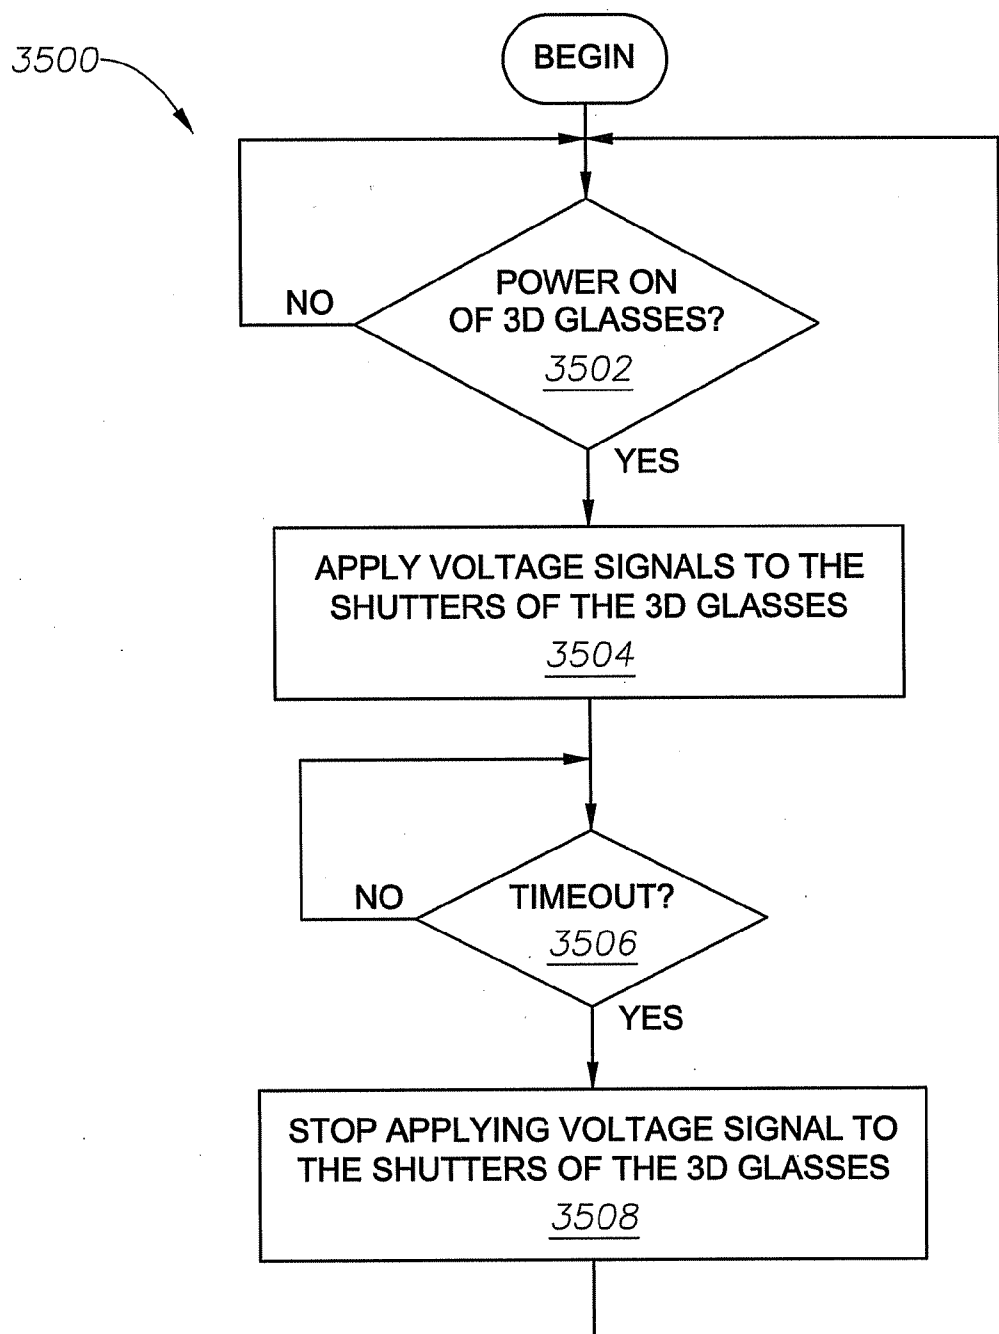 3500
BEGIN
POWER ON
OF 3D GLASSES?
3502
NO
YES
APPLY VOLTAGE SIGNALS TO THE
SHUTTERS OF THE 3D GLASSES
3504
TIMEOUT?
NO
3506
YES
STOP APPLYING VOLTAGE SIGNAL TO
THE SHUTTERS OF THE 3D GLASSES
3508